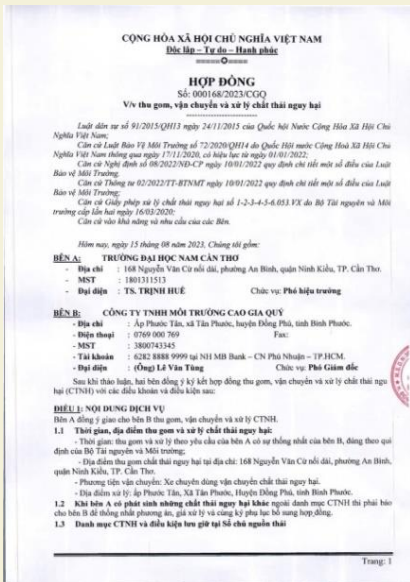 CỘNG HÒA XÃ HỘI CHỦ NGHĨA VIỆT NAM
Độc lập – Tự do – Hạnh phúc
HỢP ĐỒNG
Số: 000168/2023/CGQ
V/v thu gom, vận chuyển và xử lý chất thải nguy hại
Luật dân sự số 91/2015/QH13 ngày 24/11/2015 của Quốc hội Nước Cộng Hòa Xã Hội Chủ
Nghĩa Việt Nam;
Căn cứ Luật Bảo Vệ Môi Trường số 72/2020/QH14 do Quốc hội nước Cộng Hoà Xã Hội Chủ
Nghĩa Việt Nam thông qua ngày 17/11/2020, có hiệu lực từ ngày 01/01/2022;
Căn cứ Nghị định số 08/2022/NĐ-CP ngày 10/01/2022 quy định chi tiết một số điều của Luật
Bảo vệ Môi Trường.
Căn cứ Thông tư 02/2022/TT-BTNMT ngày 10/01/2022 quy định chi tiết một số điều của Luật
Bảo vệ Môi Trường;
Căn cứ Giấy phép xử lý chất thải nguy hại số 1-2-3-4-5-6.053.VX do Bộ Tài nguyên và Môi
trường cấp lần hai ngày 16/03/2020;
Căn cứ vào khả năng và nhu cầu của các Bên.
Hôm nay, ngày 15 tháng 08 năm 2023, Chúng tôi gồm:
BÊN A: TRƯỜNG ĐẠI HỌC NAM CẦN THƠ
- Địa chỉ : 168 Nguyễn Văn Cừ nối dài, phường An Bình, quận Ninh Kiều, TP. Cần Thơ.
- MST : 1801311513
- Đại diện : TS. TRỊNH HUỀ Chức vụ: Phó hiệu trưởng
BÊN B: CÔNG TY TNHH MÔI TRƯỜNG CAO GIA QUÝ
- Địa chỉ : Ấp Phước Tân, xã Tân Phước, huyện Đồng Phú, tỉnh Bình Phước.
- Điện thoại : 0769 000 769 Fax:
- MST : 3800743345
- Tài khoản : 6282 8888 9999 tại NH MB Bank – CN Phú Nhuận – TP.HCM.
- Đại diện : (Ông) Lê Văn Tùng Chức vụ: Phó Giám đốc
Sau khi thảo luận, hai bên đồng ý ký kết hợp đồng thu gom, vận chuyển và xử lý chất thải nguy
hại (CTNH) với các điều khoản và điều kiện sau:
ĐIỀU 1: NỘI DUNG DỊCH VỤ
Bên A đồng ý giao cho bên B thu gom, vận chuyển và xử lý CTNH.
1.1 Thời gian, địa điểm thu gom và xử lý chất thải nguy hại:
- Thời gian: thu gom và xử lý theo yêu cầu của bên A có sự thống nhất của bên B, đúng theo qui
định của Bộ Tài nguyên và Môi trường;
- Địa điểm thu gom chất thải nguy hại tại địa chỉ: 168 Nguyễn Văn Cừ nối dài, phường An Bình,
quận Ninh Kiều, TP. Cần Thơ.
- Phương tiện vận chuyển: Xe chuyên dùng vận chuyển chất thải nguy hại.
- Địa điểm xử lý: ấp Phước Tân, Xã Tân Phước, Huyện Đồng Phú, tỉnh Bình Phước.
1.2 Khi bên A có phát sinh những chất thải nguy hại khác ngoài danh mục CTNH thì phải báo
cho bên B để thống nhất phương án, giá xử lý và cùng ký phụ lục bổ sung hợp đồng.
1.3 Danh mục CTNH và điều kiện lưu giữ tại Sổ chủ nguồn thải
Trang: 1